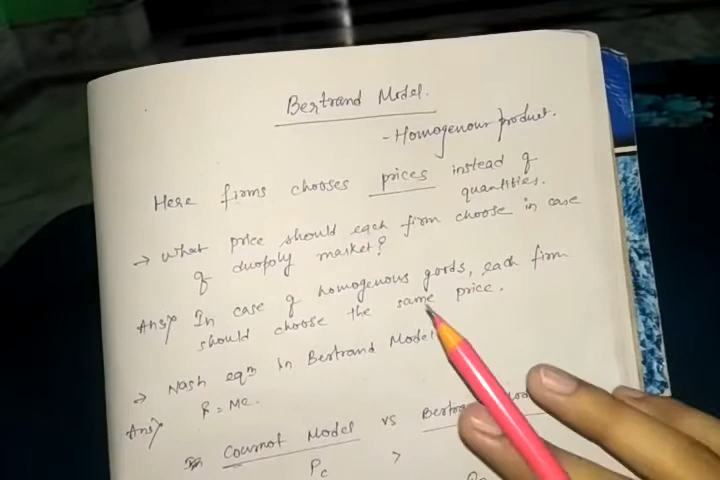 Bertrand Model.
- Homogenous product.
Here firms chooses prices instead of
quantities.
→ What price should each firm choose in case
of duopoly market?
Ans) In case of homogenous goods, each firm
should choose the same price.
→ Nash eqm in Bertrand Model
Ans) P = MC.
Cournot Model vs
Pc >